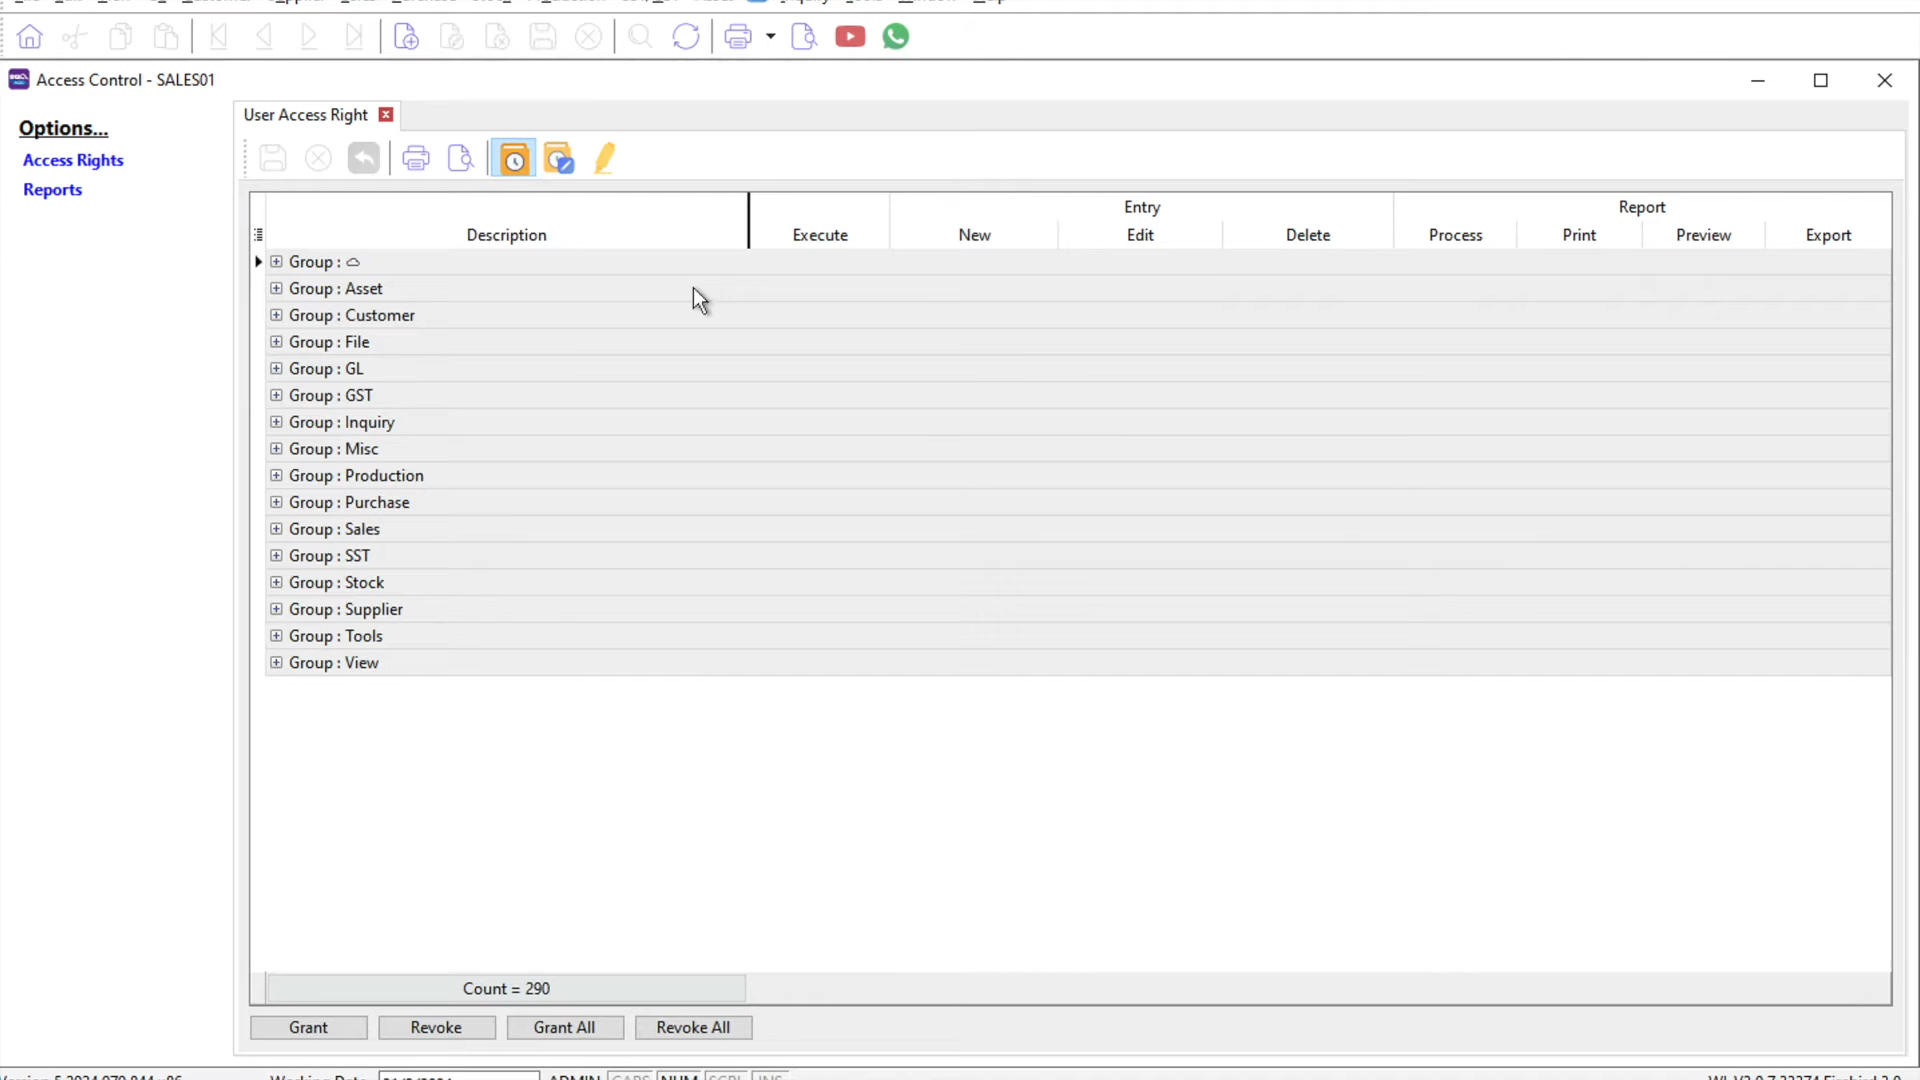 Access Control - SALES01
Options...
Access Rights
Reports
User Access Right
Entry
Report
Description
Execute
New
Edit
Delete
Process
Print
Preview
Export
Group :
Group : Asset
Group : Customer
Group : File
Group : GL
Group : GST
Group : Inquiry
Group : Misc
Group : Production
Group : Purchase
Group : Sales
Group : SST
Group : Stock
Group : Supplier
Group : Tools
Group : View
Count = 290
Grant
Revoke
Grant All
Revoke All